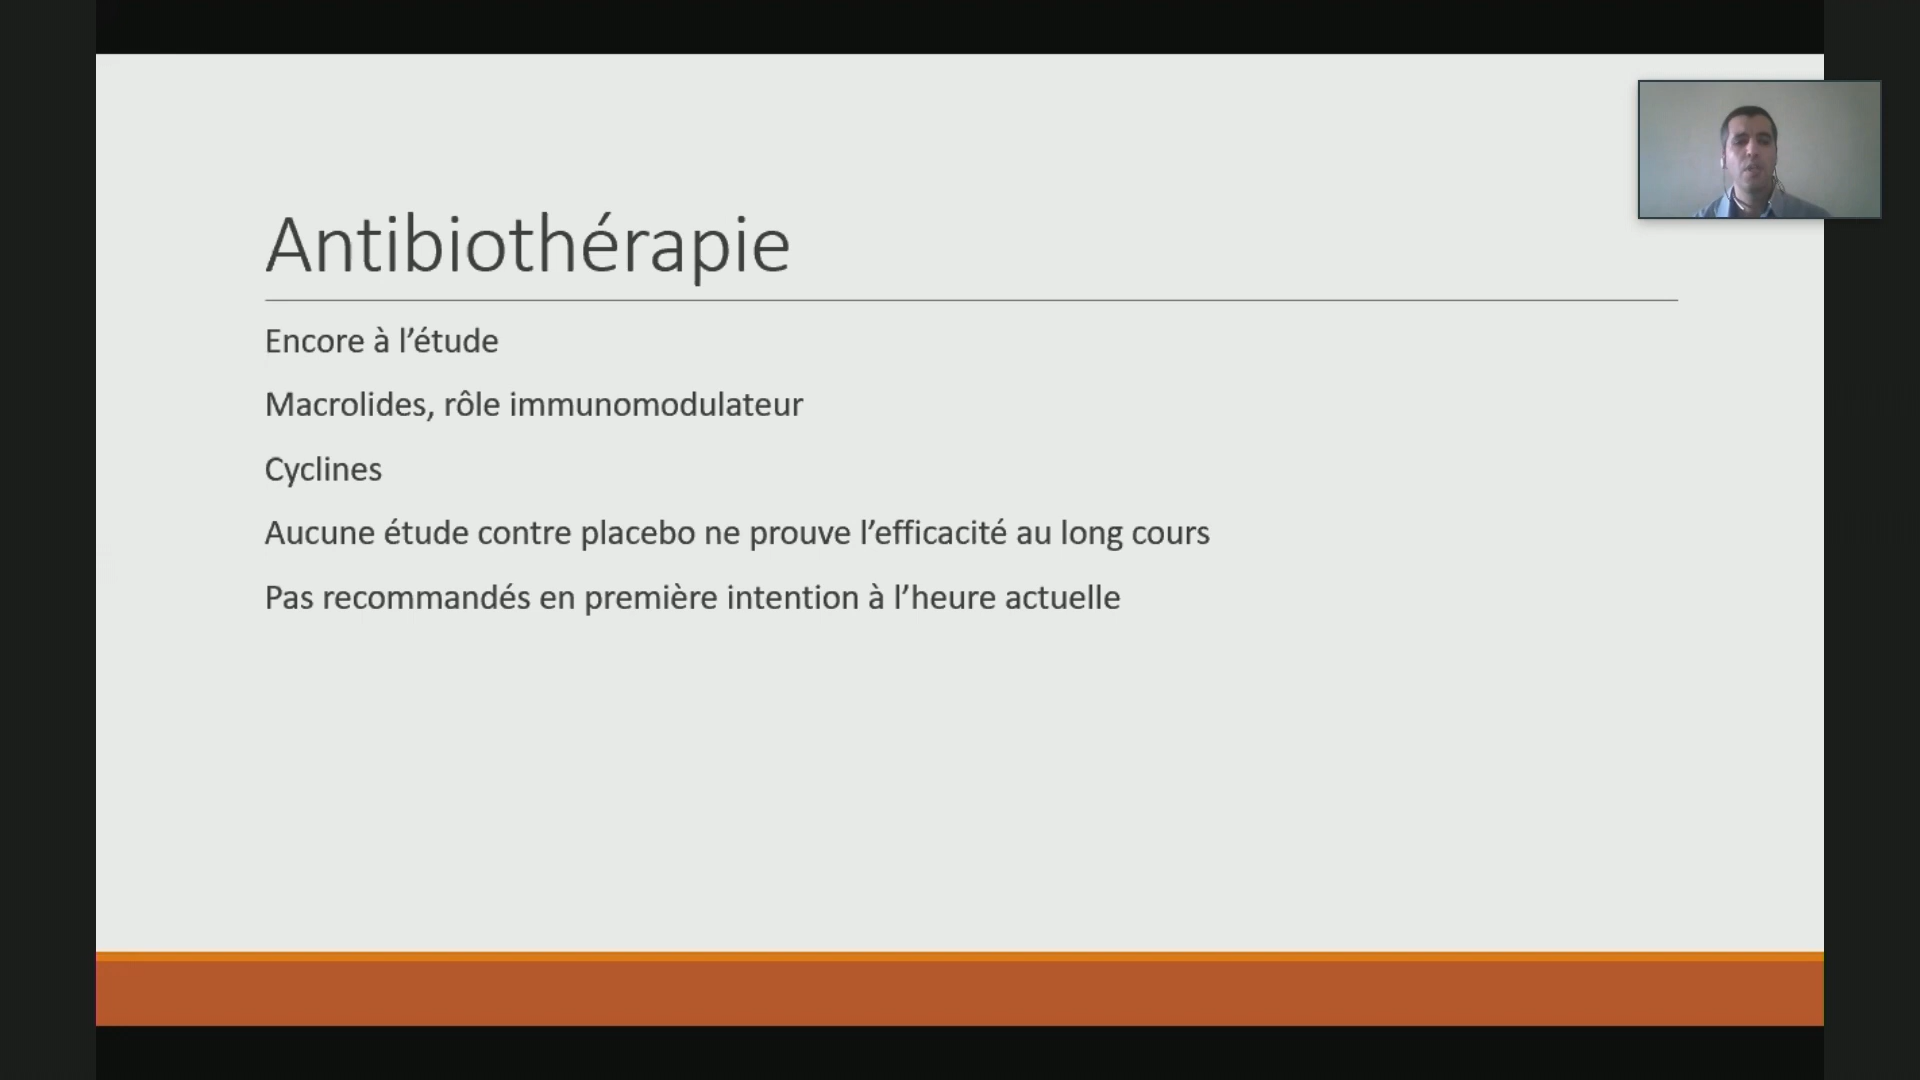 Antibiothérapie
Encore à l’étude
Macrolides, rôle immunomodulateur
Cyclines
Aucune étude contre placebo ne prouve l’efficacité au long cours
Pas recommandés en première intention à l’heure actuelle